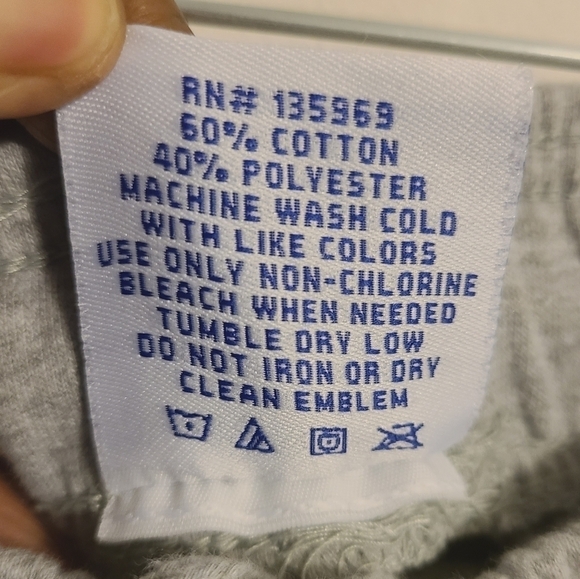 RN# 135969
60% COTTON
40% POLYESTER
MACHINE WASH COLD
WITH LIKE COLORS
USE ONLY NON-CHLORINE
BLEACH WHEN NEEDED
TUMBLE DRY LOW
DO NOT IRON OR DRY
CLEAN EMBLEM